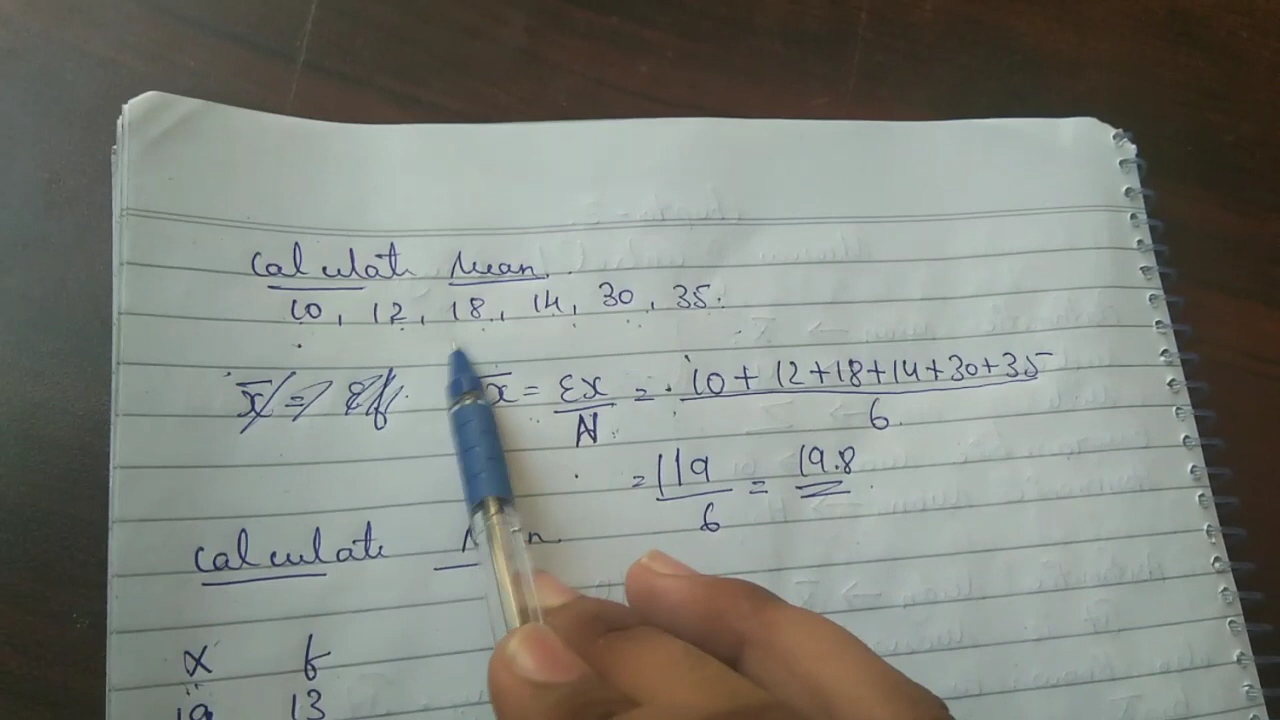 Calculate Mean.
10, 12, 18, 14, 30, 35.
x̄ = Σx/N = 10+12+18+14+30+35/6
= 119/6 = 19.8
Calculate
x f
13